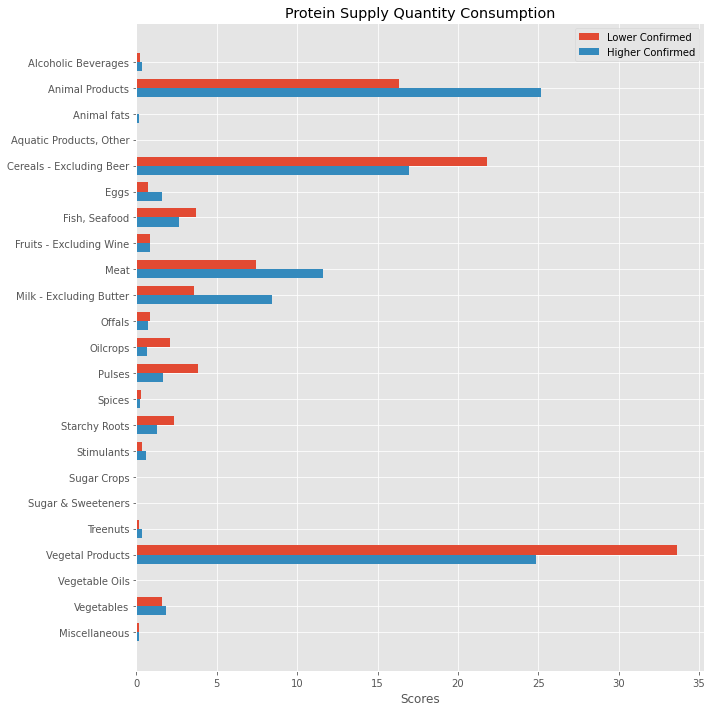 Protein Supply Quantity Consumption
Lower Confirmed
Higher Confirmed
Alcoholic Beverages
Animal Products
Animal fats
Aquatic Products, Other
Cereals - Excluding Beer
Eggs
Fish, Seafood
Fruits - Excluding Wine
Meat
Milk - Excluding Butter
Offals
Oilcrops
Pulses
Spices
Starchy Roots
Stimulants
Sugar Crops
Sugar & Sweeteners
Treenuts
Vegetal Products
Vegetable Oils
Vegetables
Miscellaneous
0 5 10 15 20 25 30 35
Scores